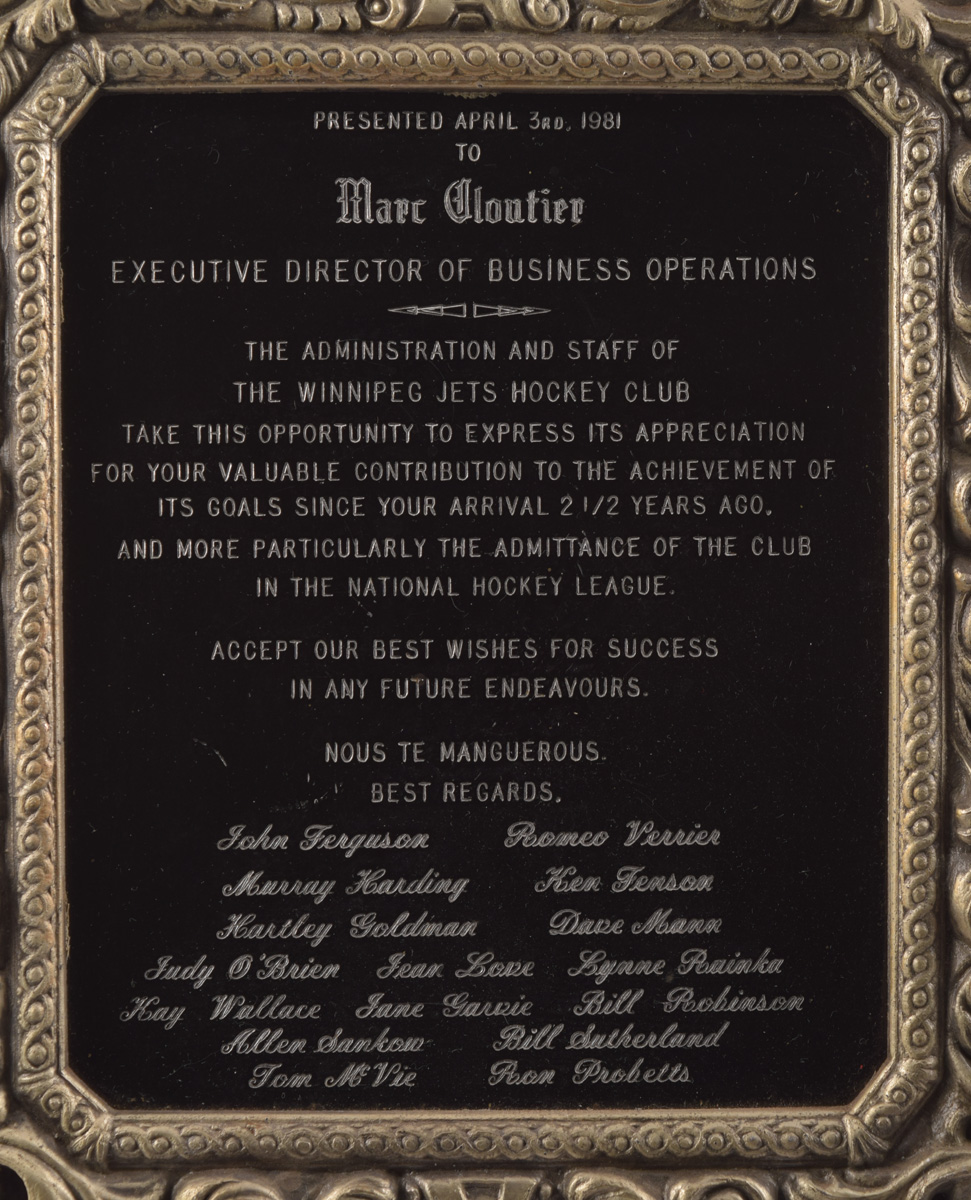 PRESENTED APRIL 3RD, 1981
TO
Marc Cloutier
EXECUTIVE DIRECTOR OF BUSINESS OPERATIONS
THE ADMINISTRATION AND STAFF OF
THE WINNIPEG JETS HOCKEY CLUB
TAKE THIS OPPORTUNITY TO EXPRESS ITS APPRECIATION
FOR YOUR VALUABLE CONTRIBUTION TO THE ACHIEVEMENT OF
ITS GOALS SINCE YOUR ARRIVAL 2 1/2 YEARS AGO,
AND MORE PARTICULARLY THE ADMITTANCE OF THE CLUB
IN THE NATIONAL HOCKEY LEAGUE.
ACCEPT OUR BEST WISHES FOR SUCCESS
IN ANY FUTURE ENDEAVOURS.
NOUS TE MANGUEROUS.
BEST REGARDS,
John Ferguson Romeo Verrier
Murray Harding Ken Fenson
Hartley Goldman Dave Mann
Judy O'Brien Jean Love Lynne Rainka
Kay Wallace Jane Garvie Bill Robinson
Allen Sankow Bill Sutherland
Tom McVie Ron Probetts